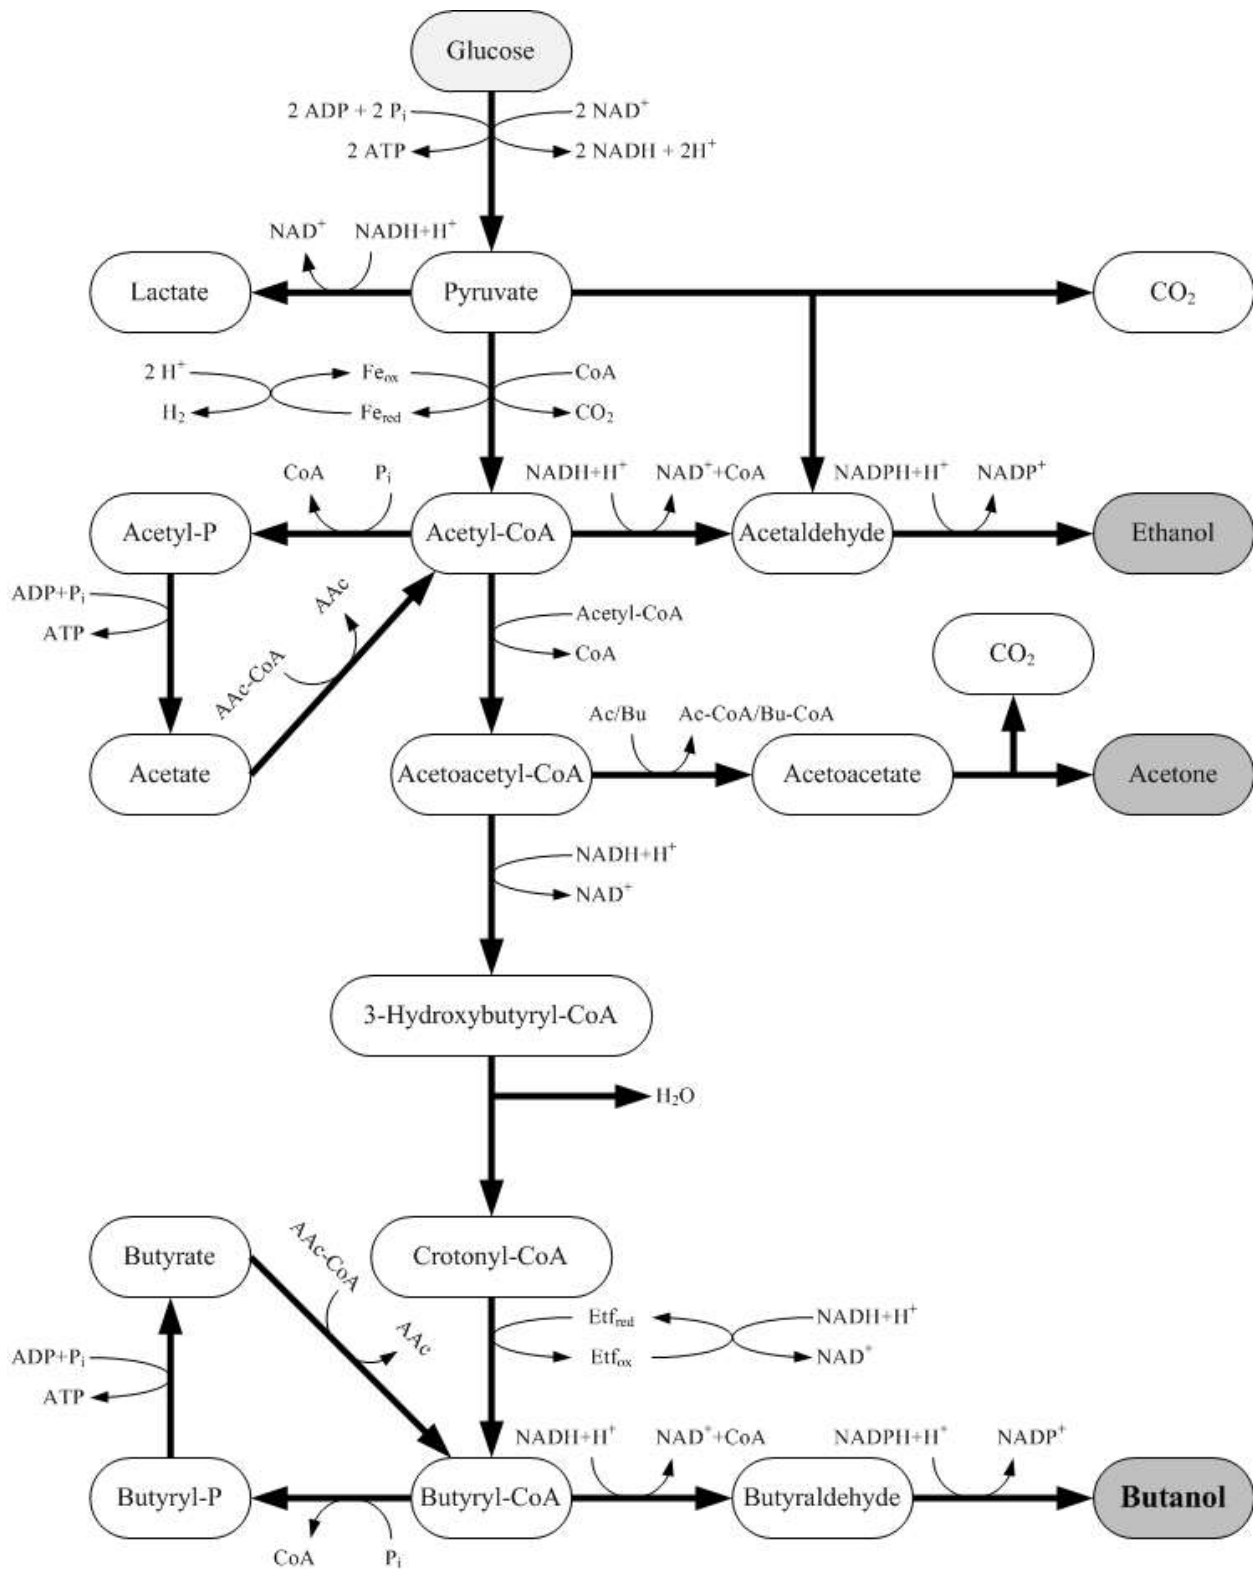 Glucose
2 ADP + 2 Pᵢ
2 NAD⁺
2 ATP
2 NADH + 2H⁺
NAD⁺
NADH+H⁺
Lactate
Pyruvate
CO₂
2 H⁺
Feₒₓ
CoA
H₂
Fe_red
CO₂
CoA
Pᵢ
NADH+H⁺
NAD⁺+CoA
NADPH+H⁺
NADP⁺
Acetyl-P
Acetyl-CoA
Acetaldehyde
Ethanol
ADP+Pᵢ
ATP
AAc
AAc-CoA
Acetyl-CoA
CoA
CO₂
Ac/Bu
Ac-CoA/Bu-CoA
Acetate
Acetoacetyl-CoA
Acetoacetate
Acetone
NADH+H⁺
NAD⁺
3-Hydroxybutyryl-CoA
H₂O
Butyrate
AAc-CoA
Crotonyl-CoA
AAc
Etf_red
NADH+H⁺
Etfₒₓ
NAD⁺
ADP+Pᵢ
ATP
NADH+H⁺
NAD⁺+CoA
NADPH+H⁺
NADP⁺
Butyryl-P
Butyryl-CoA
Butyraldehyde
Butanol
CoA
Pᵢ